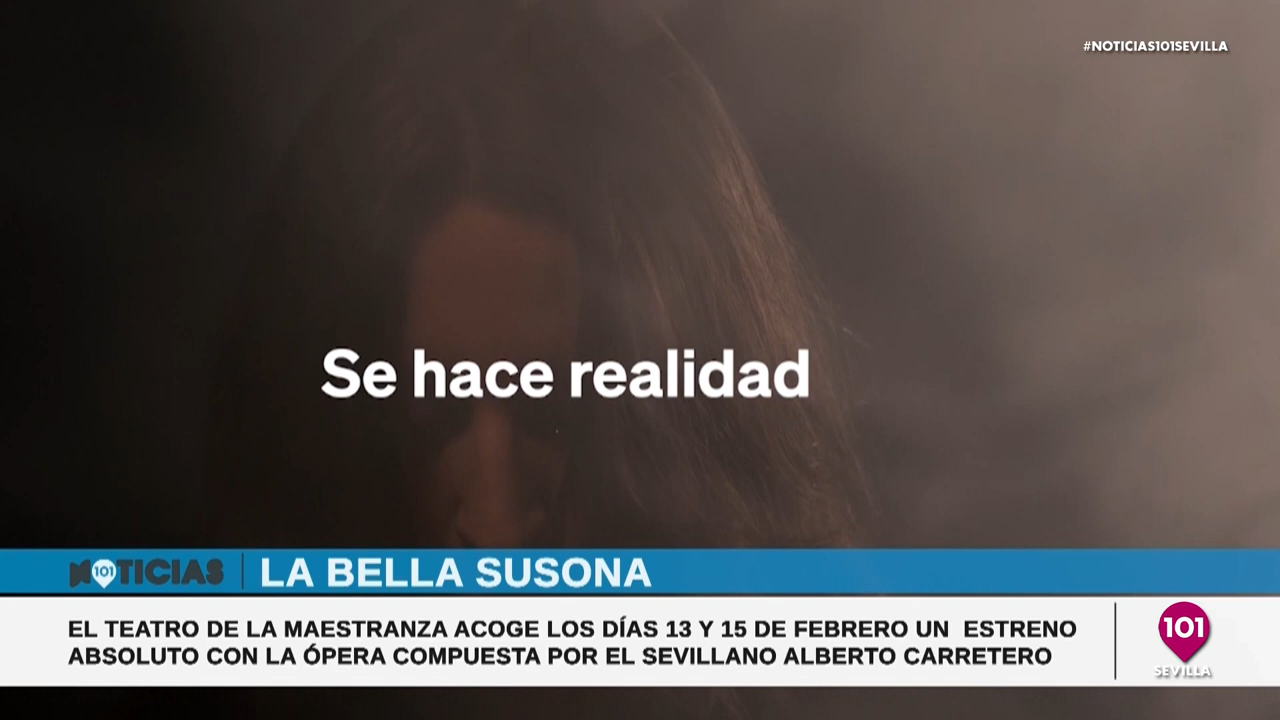 #NOTICIAS101SEVILLA
Se hace realidad
NOTICIAS 101
LA BELLA SUSONA
EL TEATRO DE LA MAESTRANZA ACOGE LOS DÍAS 13 Y 15 DE FEBRERO UN ESTRENO
ABSOLUTO CON LA ÓPERA COMPUESTA POR EL SEVILLANO ALBERTO CARRETERO
101
SEVILLA